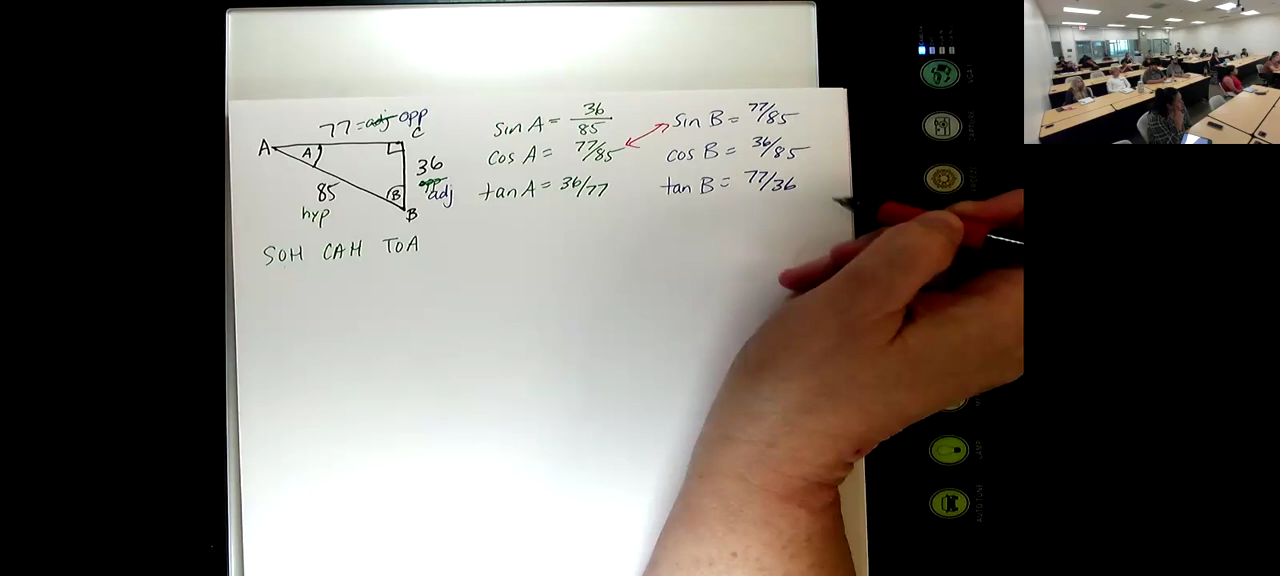 77 = adj opp
C
A
A
36
opp adj
85
B
hyp
B
SOH CAH TOA
sin A = 36/85
cos A = 77/85
tan A = 36/77
sin B = 77/85
cos B = 36/85
tan B = 77/36